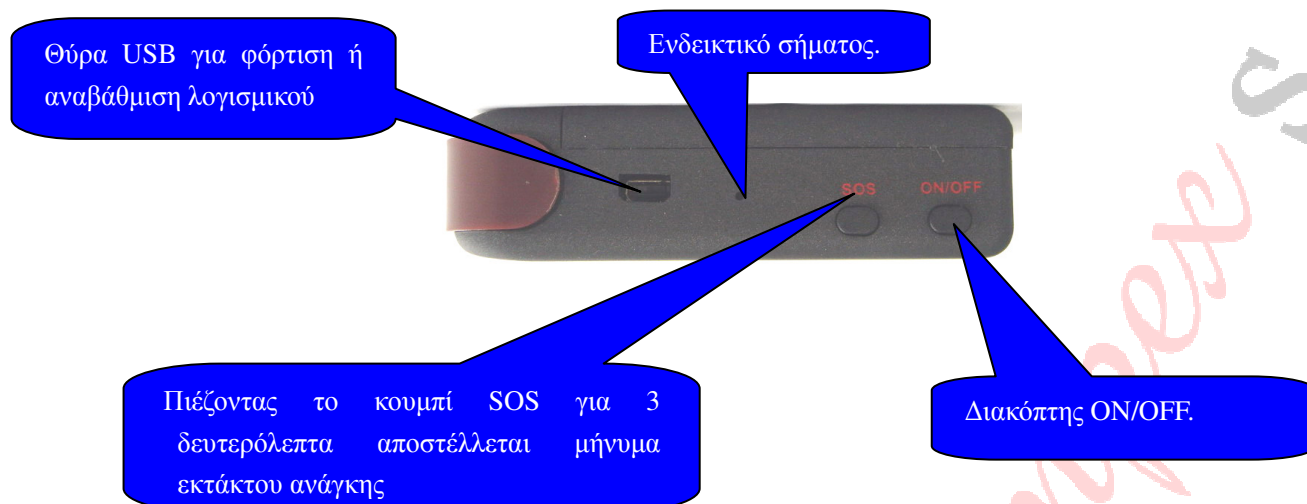 Θύρα USB για φόρτιση ή
αναβάθμιση λογισμικού
Ενδεικτικό σήματος.
SOS
ON/OFF
Πιέζοντας το κουμπί SOS για 3
δευτερόλεπτα αποστέλλεται μήνυμα
εκτάκτου ανάγκης
Διακόπτης ON/OFF.